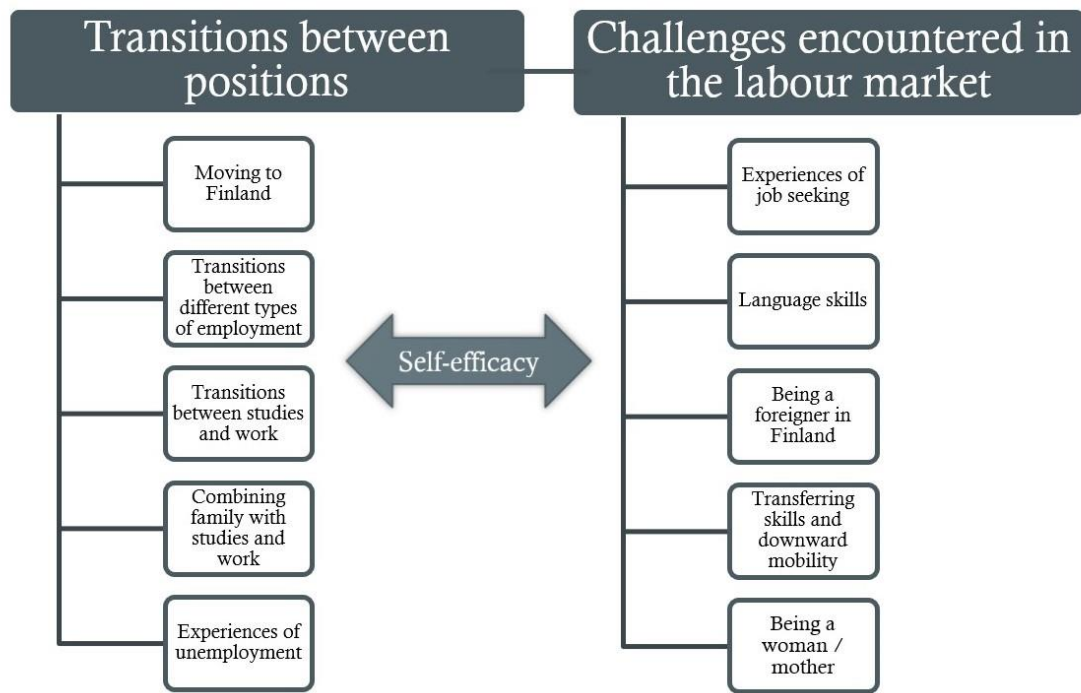 Transitions between
positions
Moving to
Finland
Transitions
between
different types
of employment
Transitions
between studies
and work
Combining
family with
studies and
work
Experiences of
unemployment
Self-efficacy
Challenges encountered in
the labour market
Experiences of
job seeking
Language skills
Being a
foreigner in
Finland
Transferring
skills and
downward
mobility
Being a
woman /
mother